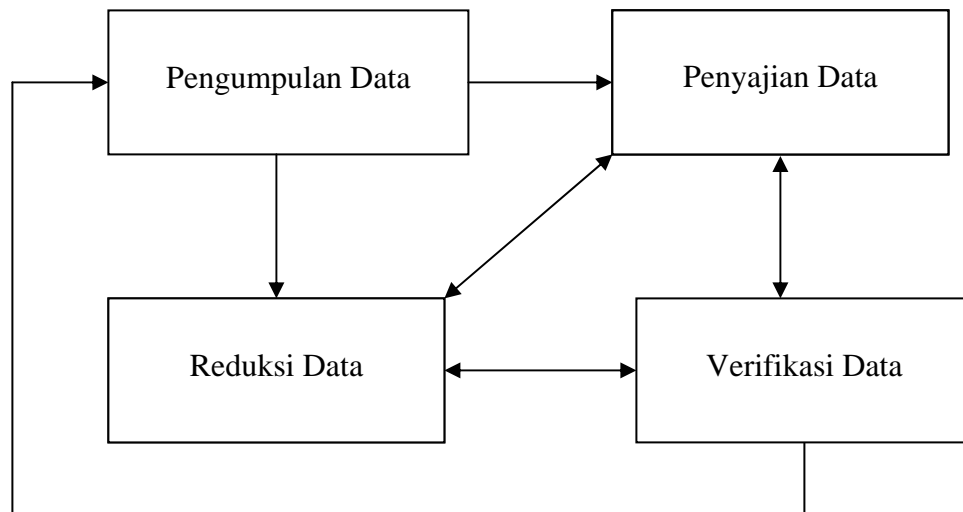 Pengumpulan Data
Penyajian Data
Reduksi Data
Verifikasi Data